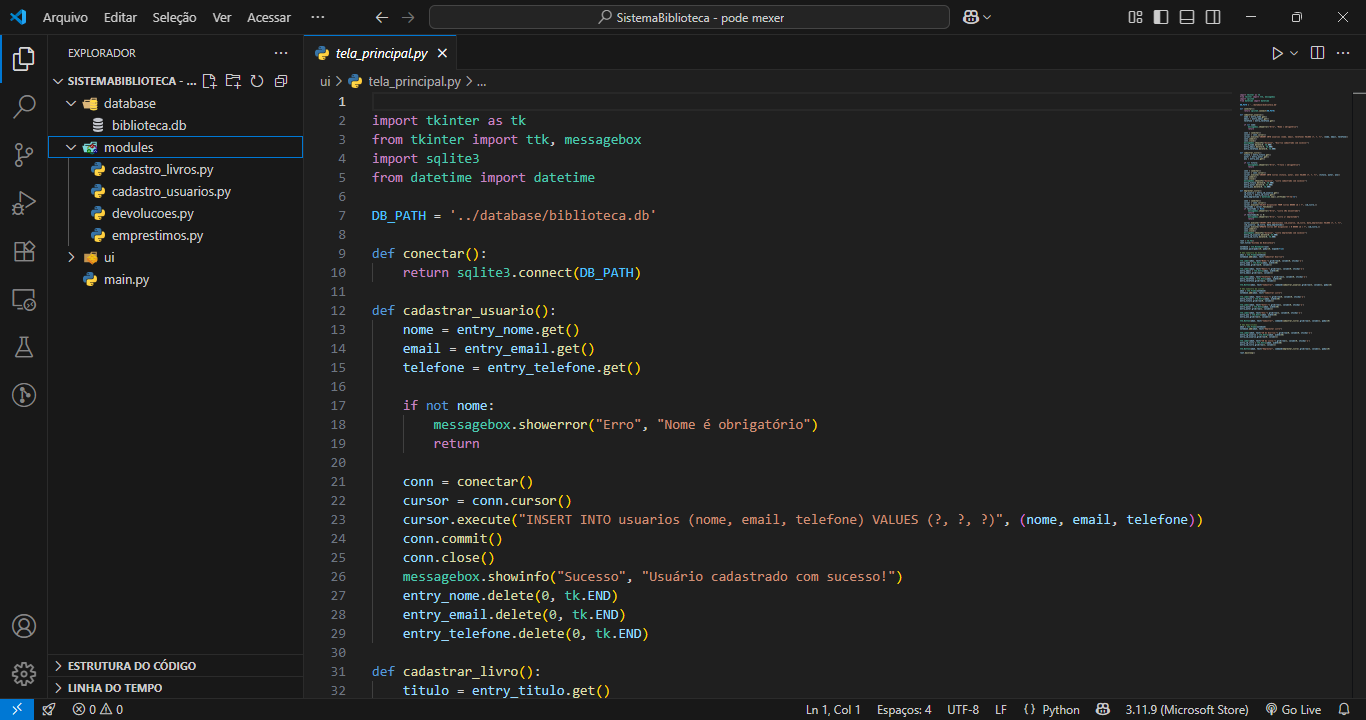 Arquivo Editar Seleção Ver Acessar ··· SistemaBiblioteca - pode mexer
EXPLORADOR ···
SISTEMABIBLIOTECA - ...
database
biblioteca.db
modules
cadastro_livros.py
cadastro_usuarios.py
devolucoes.py
emprestimos.py
ui
main.py
ESTRUTURA DO CÓDIGO
LINHA DO TEMPO
tela_principal.py
ui > tela_principal.py > ...
1
2 import tkinter as tk
3 from tkinter import ttk, messagebox
4 import sqlite3
5 from datetime import datetime
6
7 DB_PATH = '../database/biblioteca.db'
8
9 def conectar():
10 return sqlite3.connect(DB_PATH)
11
12 def cadastrar_usuario():
13 nome = entry_nome.get()
14 email = entry_email.get()
15 telefone = entry_telefone.get()
16
17 if not nome:
18 messagebox.showerror("Erro", "Nome é obrigatório")
19 return
20
21 conn = conectar()
22 cursor = conn.cursor()
23 cursor.execute("INSERT INTO usuarios (nome, email, telefone) VALUES (?, ?, ?)", (nome, email, telefone))
24 conn.commit()
25 conn.close()
26 messagebox.showinfo("Sucesso", "Usuário cadastrado com sucesso!")
27 entry_nome.delete(0, tk.END)
28 entry_email.delete(0, tk.END)
29 entry_telefone.delete(0, tk.END)
30
31 def cadastrar_livro():
32 titulo = entry_titulo.get()
0 0 Ln 1, Col 1 Espaços: 4 UTF-8 LF {} Python 3.11.9 (Microsoft Store) Go Live